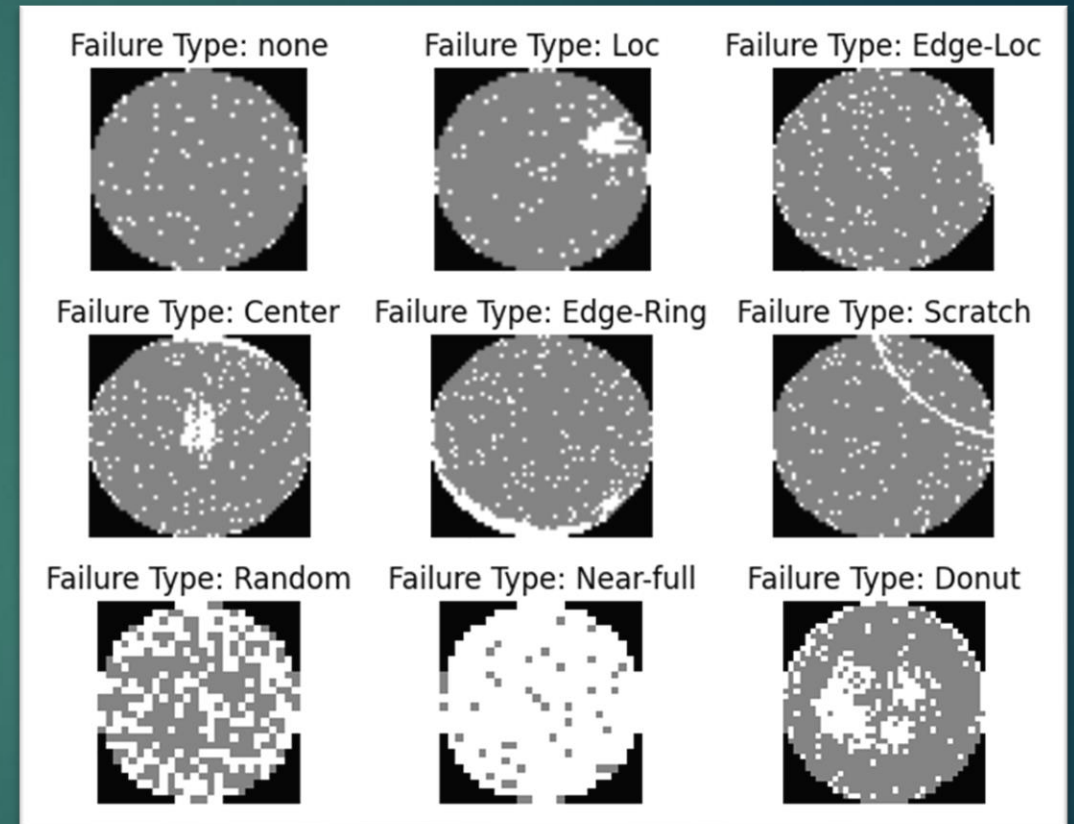 Failure Type: none
Failure Type: Loc
Failure Type: Edge-Loc
Failure Type: Center
Failure Type: Edge-Ring
Failure Type: Scratch
Failure Type: Random
Failure Type: Near-full
Failure Type: Donut